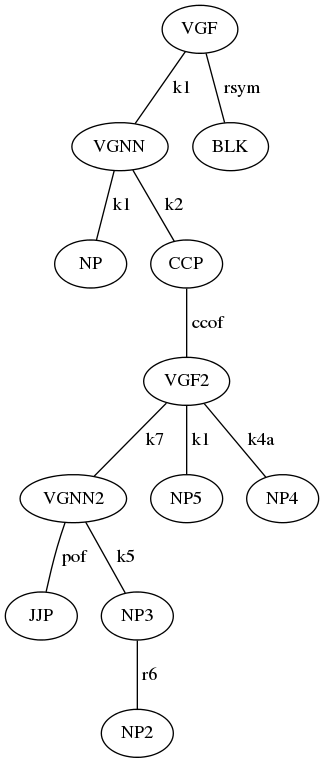 VGF
k1 rsym
VGNN BLK
k1 k2
NP CCP
ccof
VGF2
k7 k1 k4a
VGNN2 NP5 NP4
pof k5
JJP NP3
r6
NP2